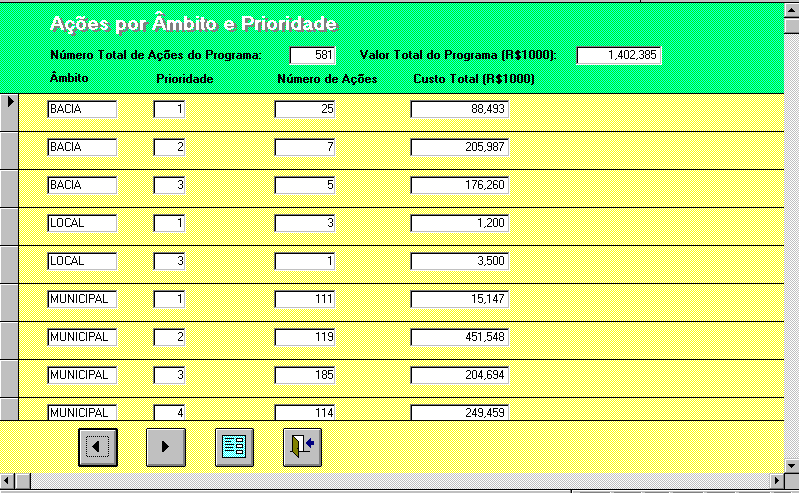 Ações por Âmbito e Prioridade
Número Total de Ações do Programa: 581 Valor Total do Programa (R$1000): 1,402,385
Âmbito Prioridade Número de Ações Custo Total (R$1000)
BACIA 1 25 88,493
BACIA 2 7 205,987
BACIA 3 5 176,260
LOCAL 1 3 1,200
LOCAL 3 1 3,500
MUNICIPAL 1 111 15,147
MUNICIPAL 2 119 451,548
MUNICIPAL 3 185 204,694
MUNICIPAL 4 114 249,459